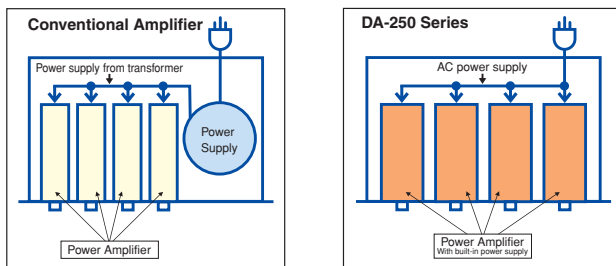 Conventional Amplifier
Power supply from transformer
Power
Supply
Power Amplifier
DA-250 Series
AC power supply
Power Amplifier
With built-in power supply